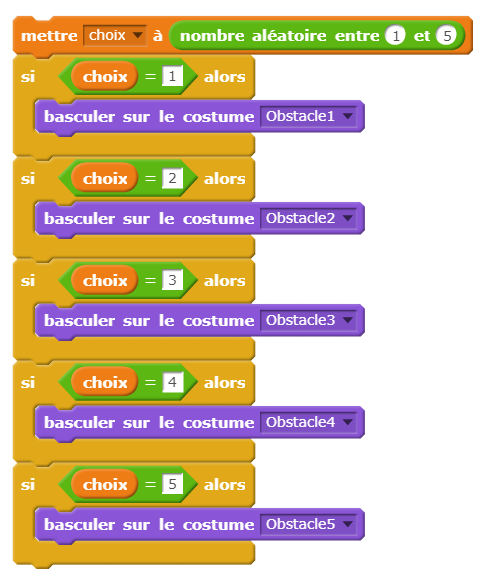 mettre choix à nombre aléatoire entre 1 et 5
si choix = 1 alors
basculer sur le costume Obstacle1
si choix = 2 alors
basculer sur le costume Obstacle2
si choix = 3 alors
basculer sur le costume Obstacle3
si choix = 4 alors
basculer sur le costume Obstacle4
si choix = 5 alors
basculer sur le costume Obstacle5